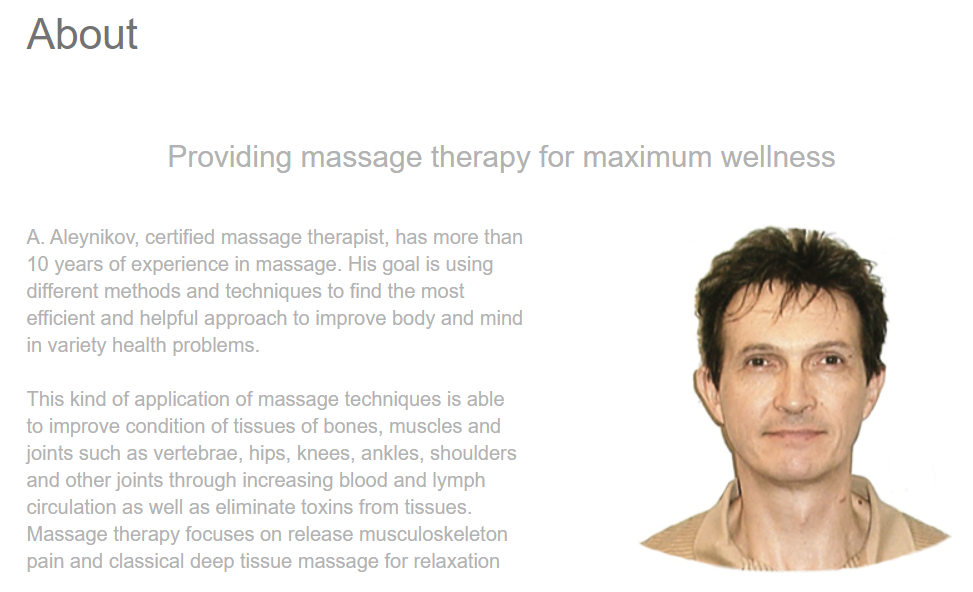 About
Providing massage therapy for maximum wellness
A. Aleynikov, certified massage therapist, has more than
10 years of experience in massage. His goal is using
different methods and techniques to find the most
efficient and helpful approach to improve body and mind
in variety health problems.
This kind of application of massage techniques is able
to improve condition of tissues of bones, muscles and
joints such as vertebrae, hips, knees, ankles, shoulders
and other joints through increasing blood and lymph
circulation as well as eliminate toxins from tissues.
Massage therapy focuses on release musculoskeleton
pain and classical deep tissue massage for relaxation